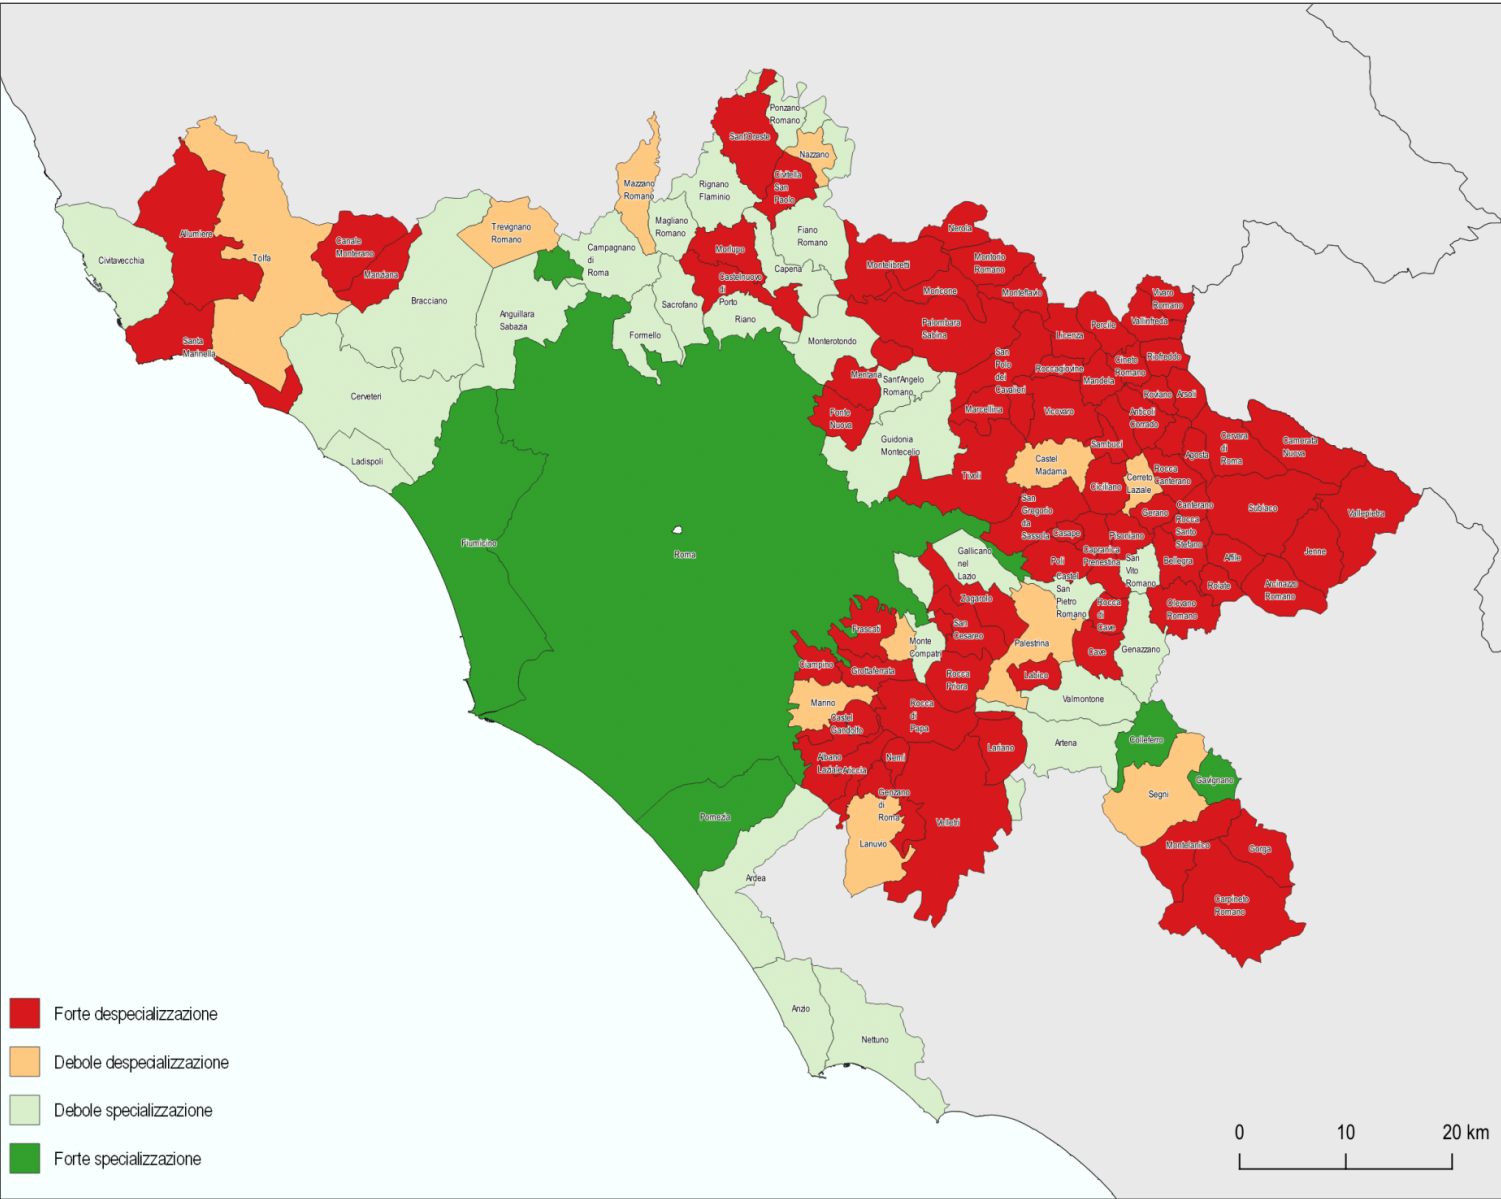 Ponzano
Romano
Sant'Oreste
Nazzano
Civitella
San
Paolo
Mazzano
Romano
Rignano
Flaminio
Magliano
Romano
Trevignano
Romano
Fiano
Romano
Nerola
Allumiere
Canale
Monterano
Manziana
Tolfa
Civitavecchia
Campagnano
di
Roma
Morlupo
Capena
Castelnuovo
di
Porto
Montelibretti
Montorio
Romano
Moricone
Monteflavio
Vivaro
Romano
Bracciano
Anguillara
Sabazia
Sacrofano
Riano
Formello
Monterotondo
Palombara
Sabina
Percile
Vallinfreda
Licenza
Santa
Marinella
San
Polo
dei
Cavalieri
Roccagiovine
Cineto
Romano
Riofreddo
Mandela
Mentana
Sant'Angelo
Romano
Cerveteri
Roviano
Arsoli
Fonte
Nuova
Marcellina
Vicovaro
Anticoli
Corrado
Guidonia
Montecelio
Sambuci
Cervara
di
Roma
Camerata
Nuova
Ladispoli
Agosta
Castel
Madama
Tivoli
Rocca
Canterano
Cerreto
Laziale
Ciciliano
San
Gregorio
da
Sassola
Gerano
Canterano
Rocca
Santo
Stefano
Subiaco
Vallepietra
Fiumicino
Roma
Casape
Pisoniano
Capranica
Prenestina
Gallicano
nel
Lazio
Poli
San
Vito
Romano
Bellegra
Affile
Jenne
Castel
San
Pietro
Romano
Roiate
Arcinazzo
Romano
Zagarolo
Rocca
di
Cave
Olevano
Romano
Frascati
San
Cesareo
Monte
Compatri
Palestrina
Cave
Genazzano
Ciampino
Grottaferrata
Rocca
Priora
Labico
Marino
Rocca
di
Papa
Valmontone
Castel
Gandolfo
Artena
Colleferro
Lariano
Albano
Laziale
Ariccia
Nemi
Gavignano
Segni
Genzano
di
Roma
Pomezia
Velletri
Lanuvio
Montelanico
Gorga
Ardea
Carpineto
Romano
Anzio
Nettuno
Forte despecializzazione
Debole despecializzazione
Debole specializzazione
Forte specializzazione
0 10 20 km